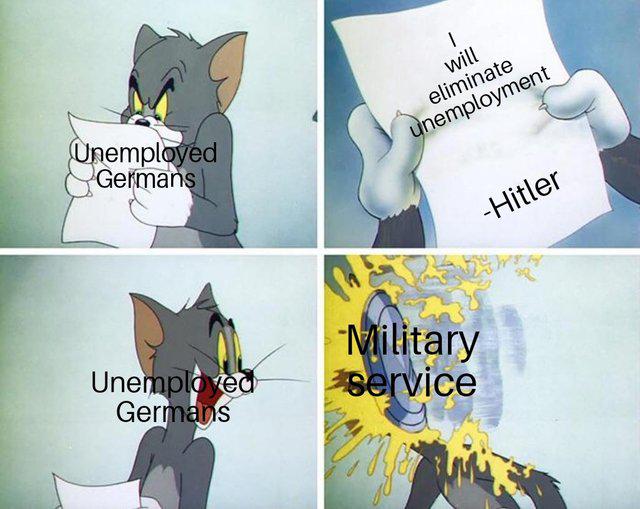 Unemployed
Germans
I
will
eliminate
unemployment
-Hitler
Unemployed
Germans
Military
service